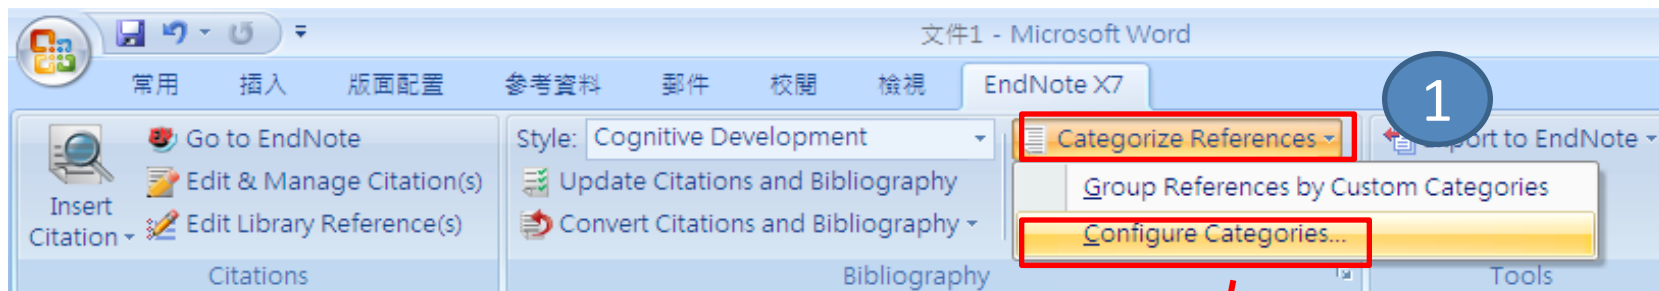 文件1 - Microsoft Word
常用 插入 版面配置 參考資料 郵件 校閱 檢視 EndNote X7
1
Go to EndNote
Edit & Manage Citation(s)
Insert Citation
Edit Library Reference(s)
Citations
Style: Cognitive Development
Update Citations and Bibliography
Convert Citations and Bibliography
Bibliography
Categorize References
Group References by Custom Categories
Configure Categories...
to EndNote
Tools